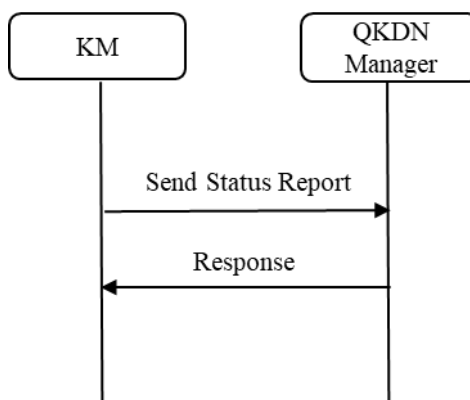 KM
QKDN
Manager
Send Status Report
Response